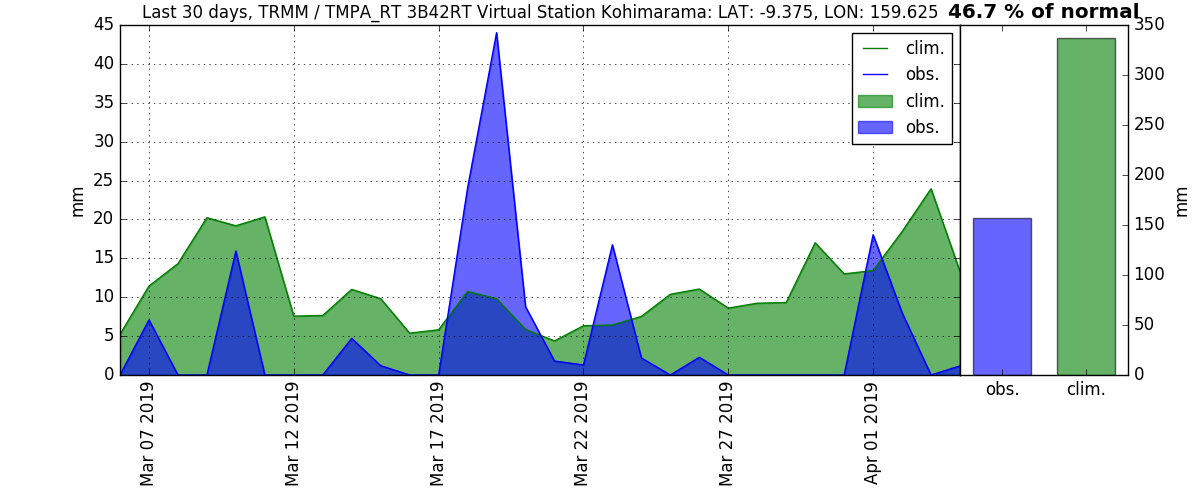 Last 30 days, TRMM / TMPA_RT 3B42RT Virtual Station Kohimarama: LAT: -9.375, LON: 159.625
46.7 % of normal
45
40
35
30
25
20
15
10
5
0
mm
clim.
obs.
clim.
obs.
350
300
250
200
150
100
50
0
mm
obs.
clim.
Mar 07 2019
Mar 12 2019
Mar 17 2019
Mar 22 2019
Mar 27 2019
Apr 01 2019